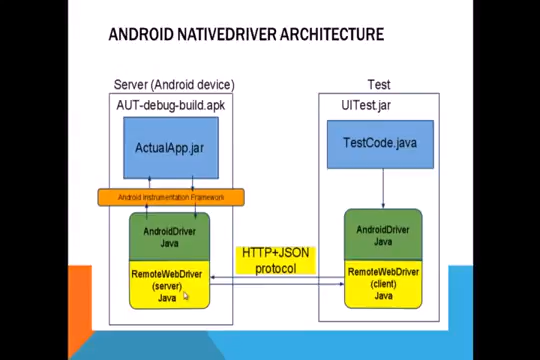 ANDROID NATIVEDRIVER ARCHITECTURE
Server (Android device)
AUT-debug-build.apk
ActualApp.jar
Android Instrumentation Framework
AndroidDriver
Java
RemoteWebDriver
(server)
Java
HTTP+JSON
protocol
Test
UITest.jar
TestCode.java
AndroidDriver
Java
RemoteWebDriver
(client)
Java